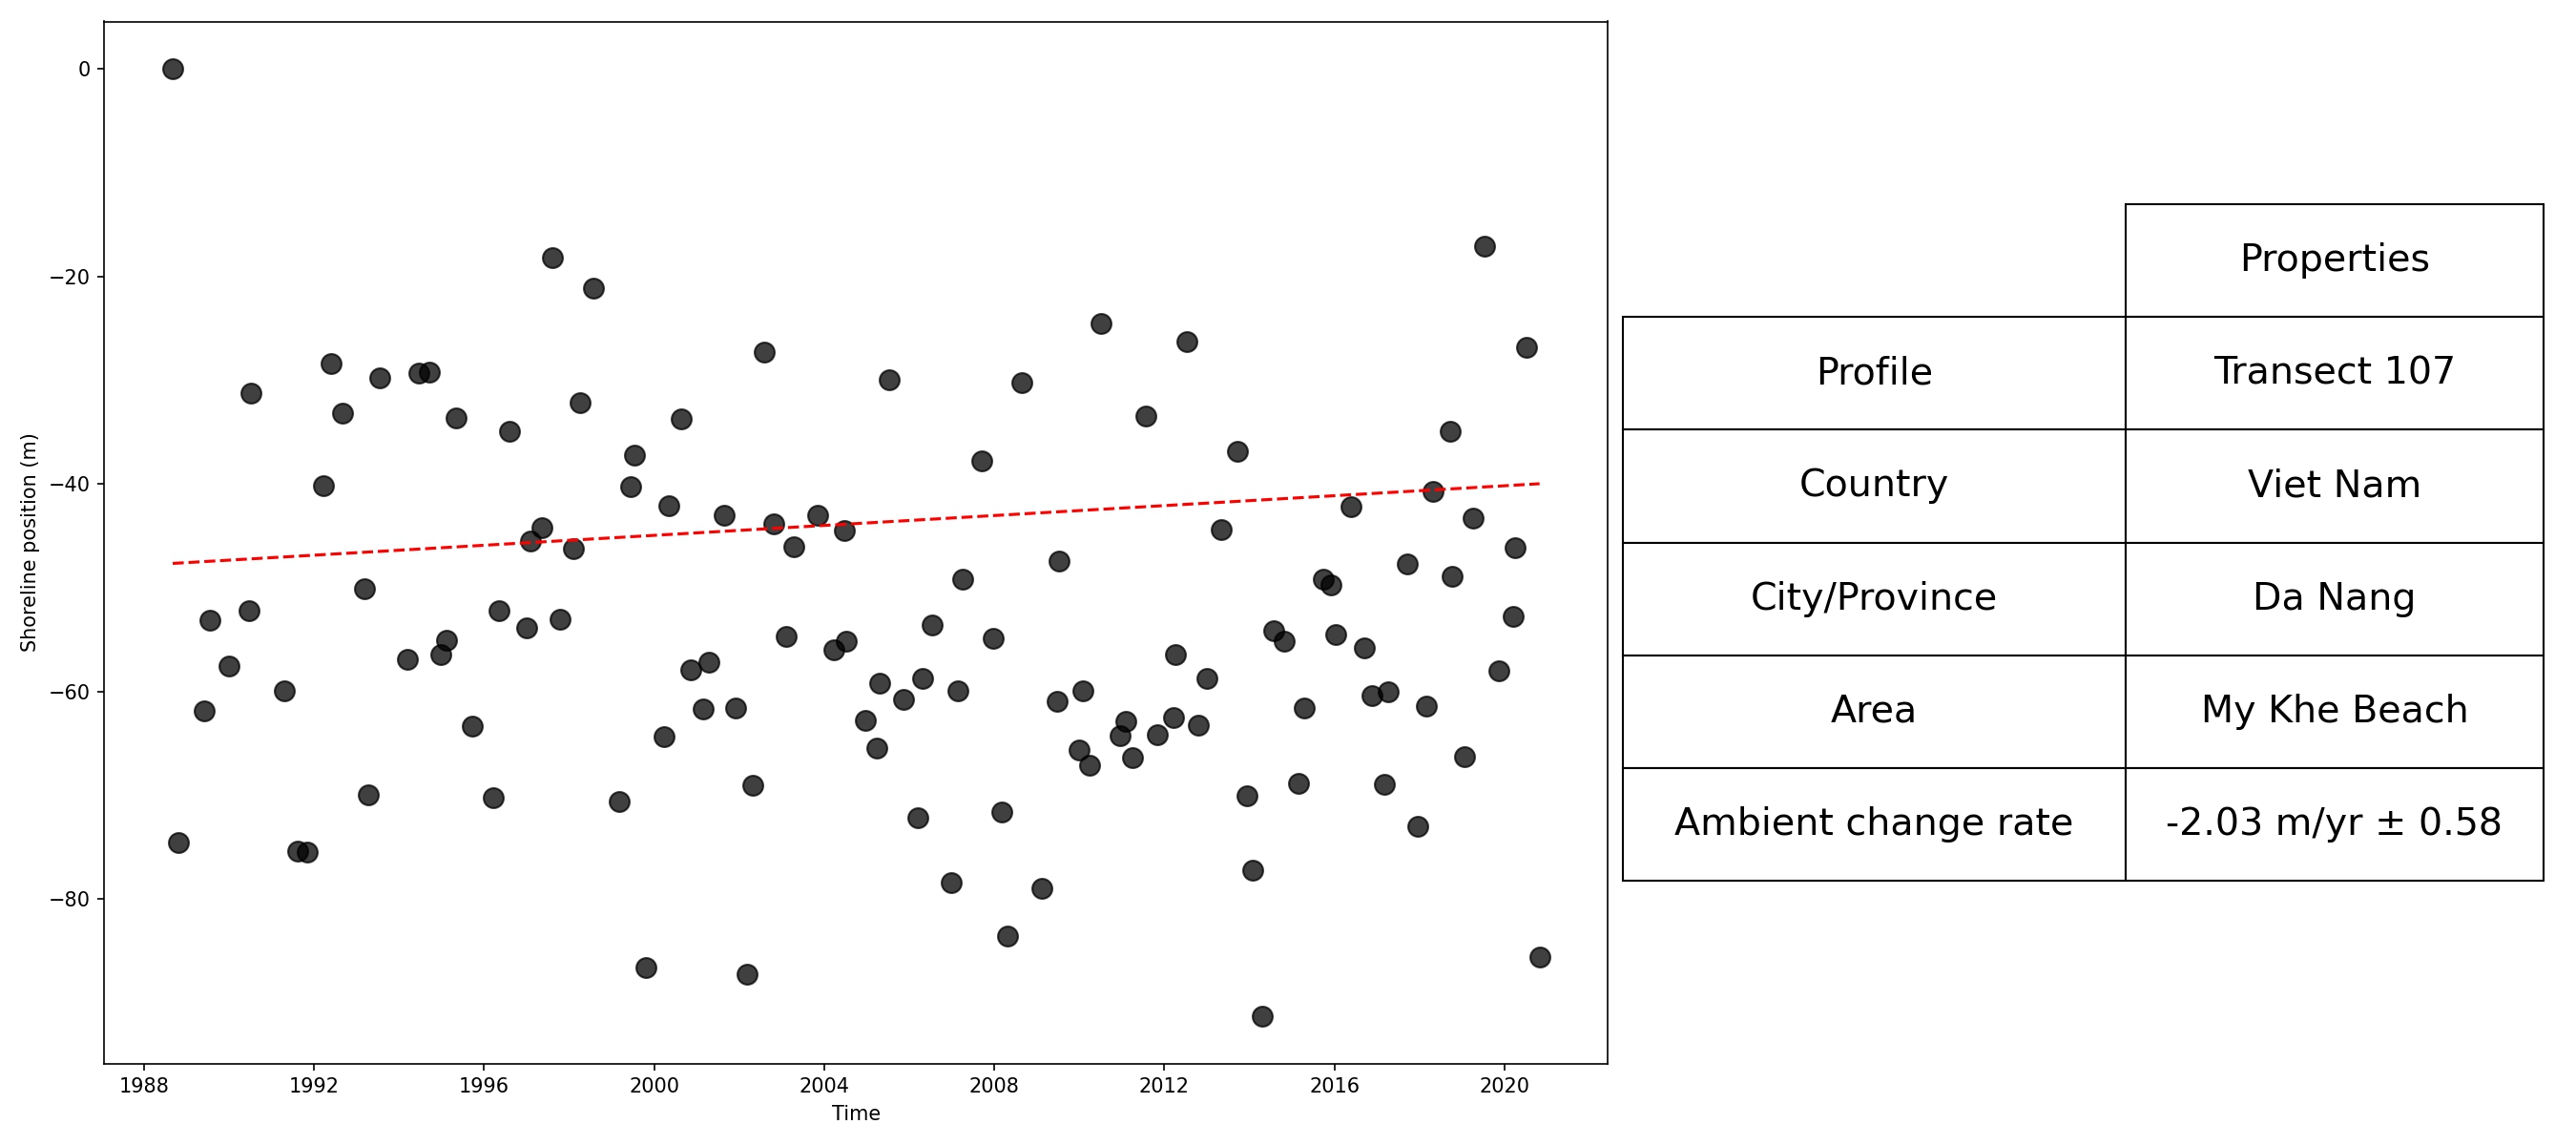 0
−20
−40
−60
−80
Shoreline position (m)
1988 1992 1996 2000 2004 2008 2012 2016 2020
Time
Properties
Profile Transect 107
Country Viet Nam
City/Province Da Nang
Area My Khe Beach
Ambient change rate -2.03 m/yr ± 0.58